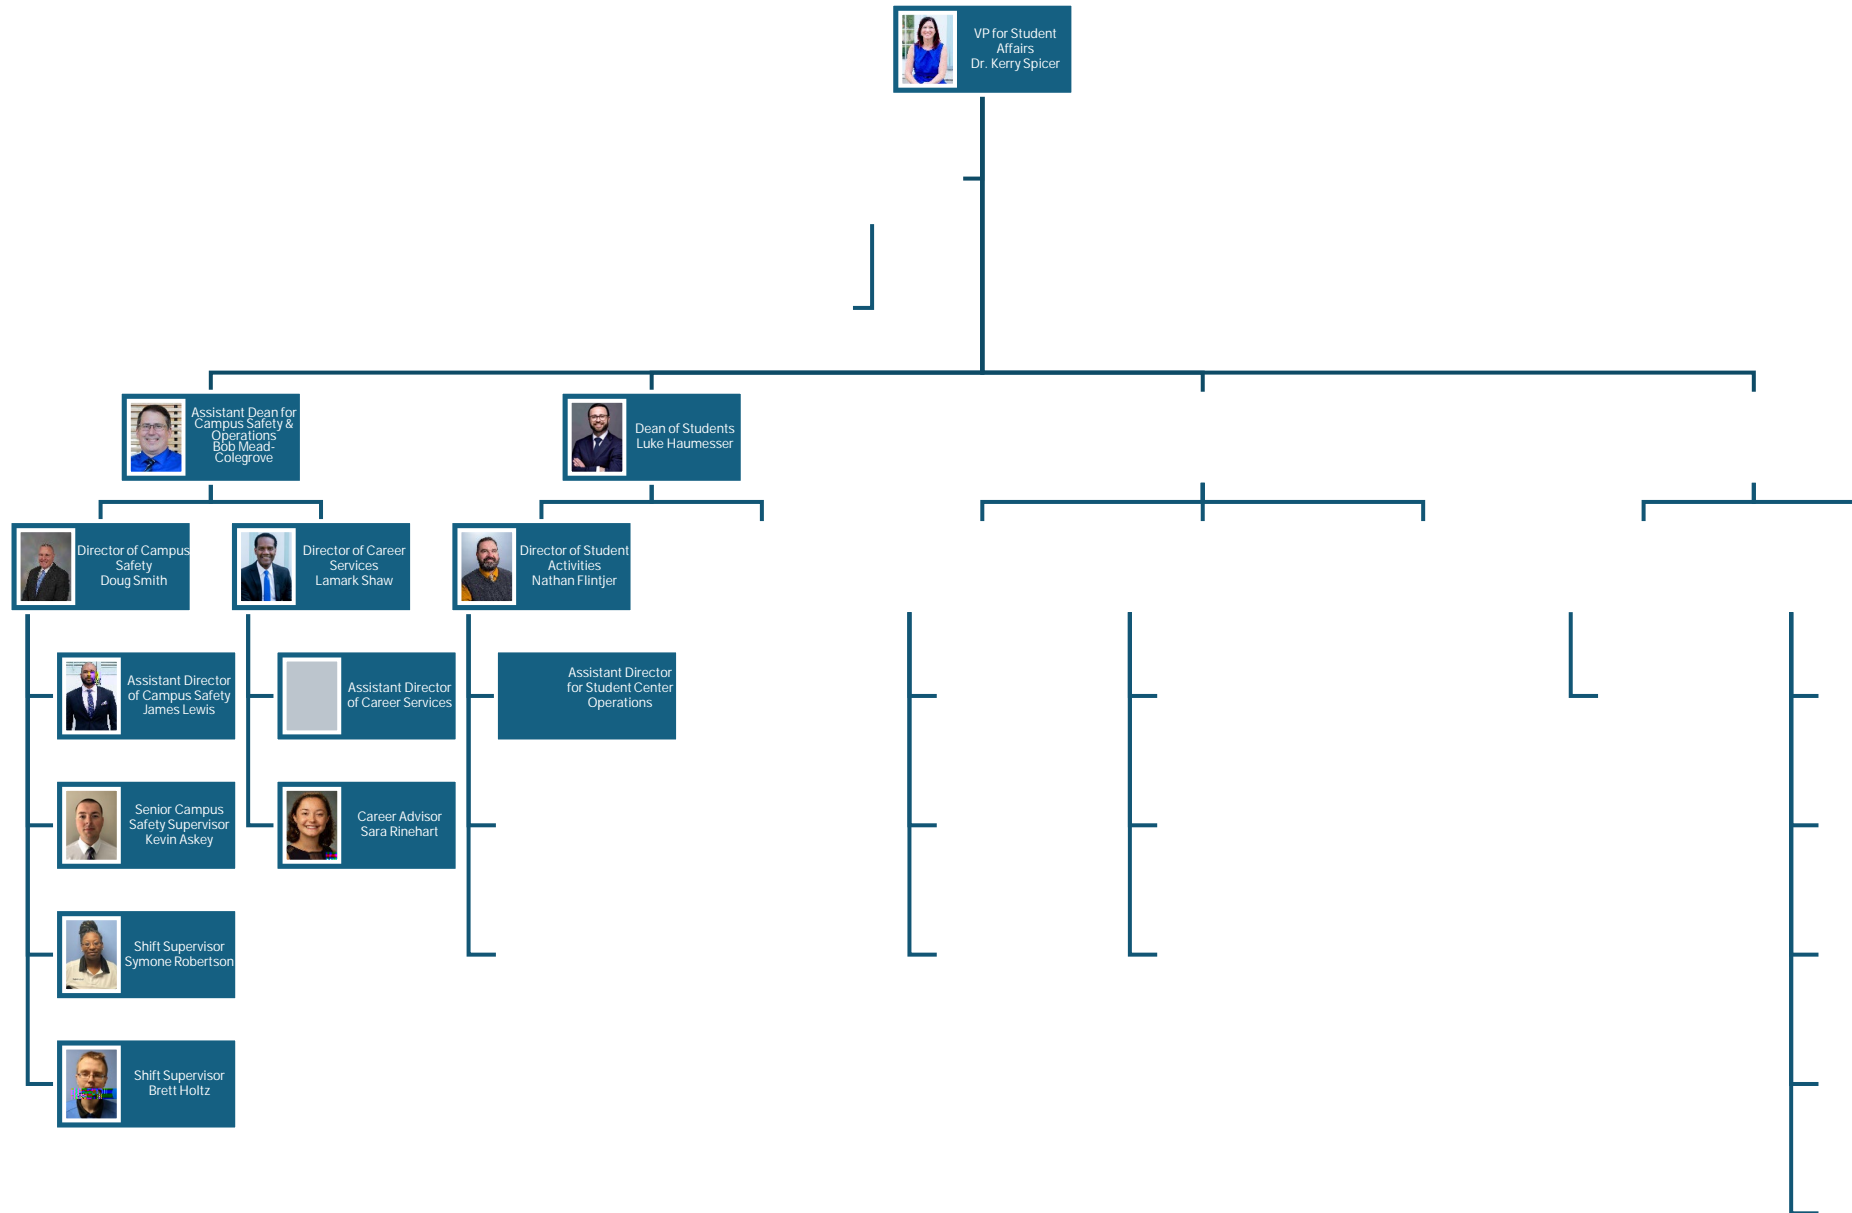 VP for Student
Affairs
Dr. Kerry Spicer
Assistant Dean for
Campus Safety &
Operations
Bob Mead-
Colegrove
Dean of Students
Luke Haumesser
Director of Campus
Safety
Doug Smith
Director of Career
Services
Lamark Shaw
Director of Student
Activities
Nathan Flintjer
Assistant Director
of Campus Safety
James Lewis
Assistant Director
of Career Services
Assistant Director
for Student Center
Operations
Senior Campus
Safety Supervisor
Kevin Askey
Career Advisor
Sara Rinehart
Shift Supervisor
Symone Robertson
Shift Supervisor
Brett Holtz